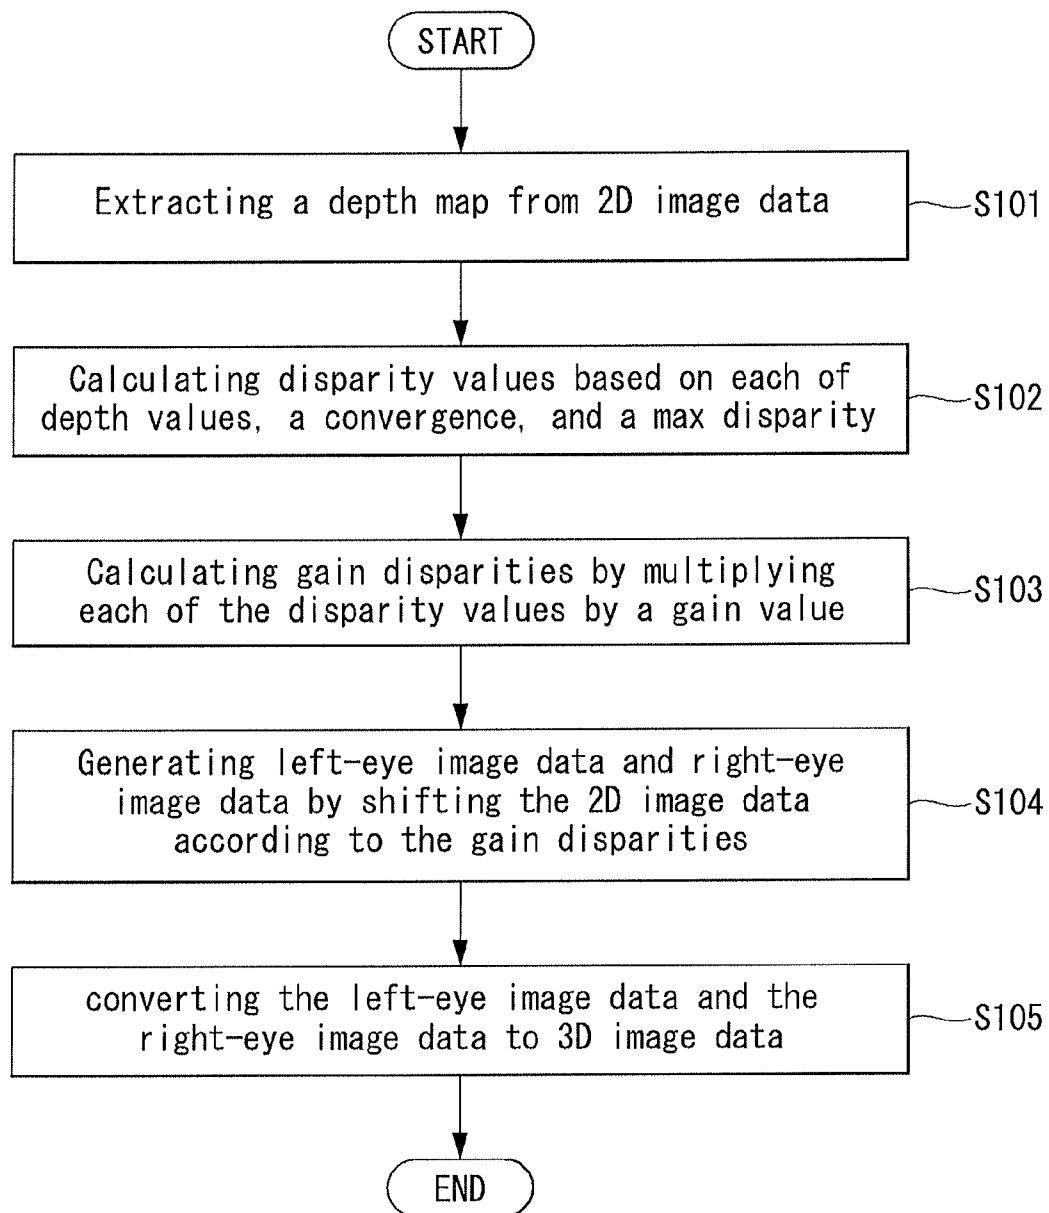 START
Extracting a depth map from 2D image data
S101
Calculating disparity values based on each of
depth values, a convergence, and a max disparity
S102
Calculating gain disparities by multiplying
each of the disparity values by a gain value
S103
Generating left-eye image data and right-eye
image data by shifting the 2D image data
according to the gain disparities
S104
converting the left-eye image data and the
right-eye image data to 3D image data
S105
END